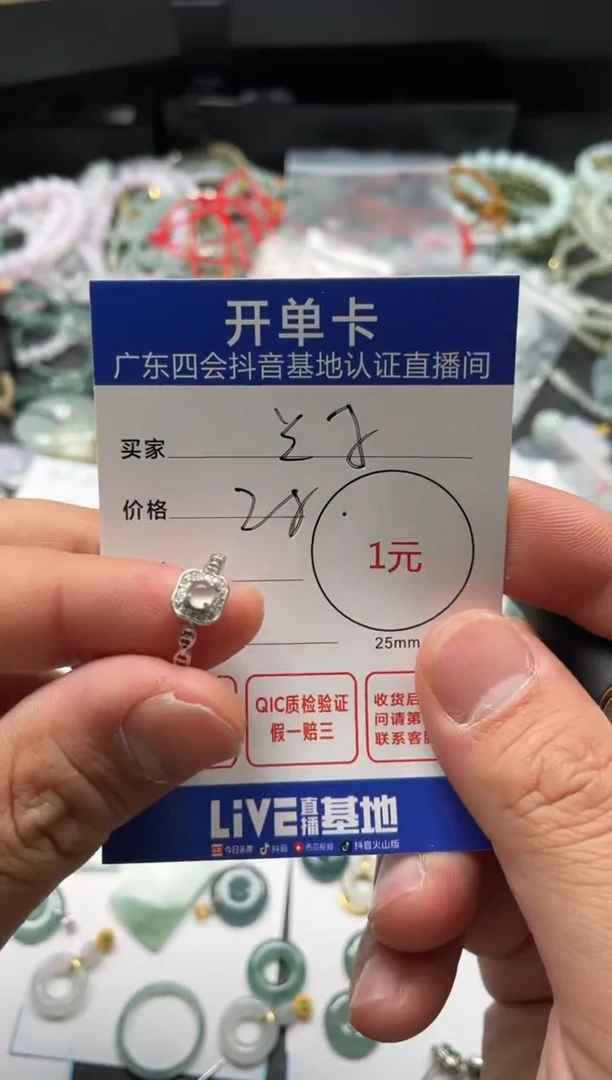 开单卡
广东四会抖音基地认证直播间
买家
价格 28
1元
25mm
QIC质检验证
假一赔三
收货后
问请第
联系客服
LiVE直播基地
今日头条 抖音 西瓜视频 抖音火山版